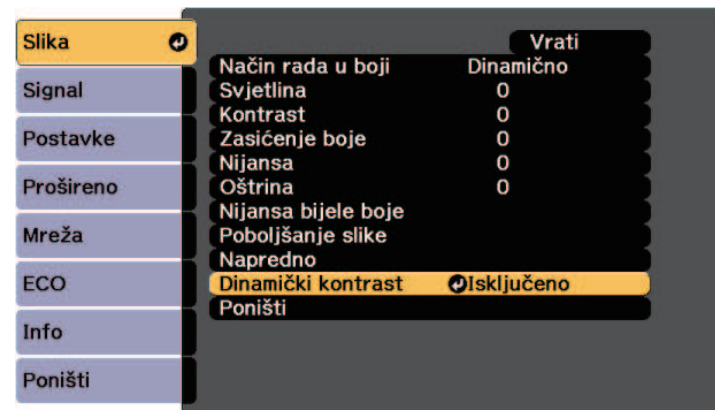 Slika
Signal
Postavke
Prošireno
Mreža
ECO
Info
Poništi
Vrati
Način rada u boji Dinamično
Svjetlina 0
Kontrast 0
Zasićenje boje 0
Nijansa 0
Oštrina 0
Nijansa bijele boje
Poboljšanje slike
Napredno
Dinamički kontrast Isključeno
Poništi